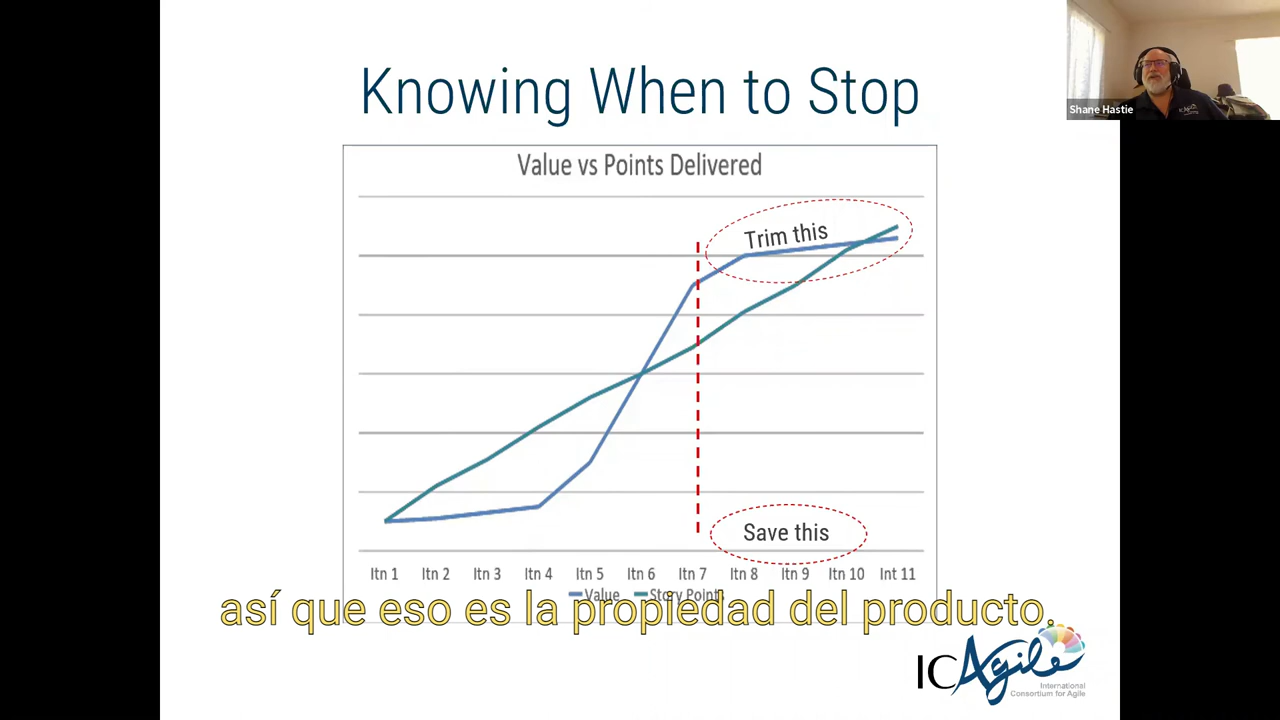 Knowing When to Stop
Shane Hastie
Value vs Points Delivered
Trim this
Save this
Itn 1 Itn 2 Itn 3 Itn 4 Itn 5 Itn 6 Itn 7 Itn 8 Itn 9 Itn 10 Int 11
Value Story Points
así que eso es la propiedad del producto.
ICAgile
International
Consortium for Agile